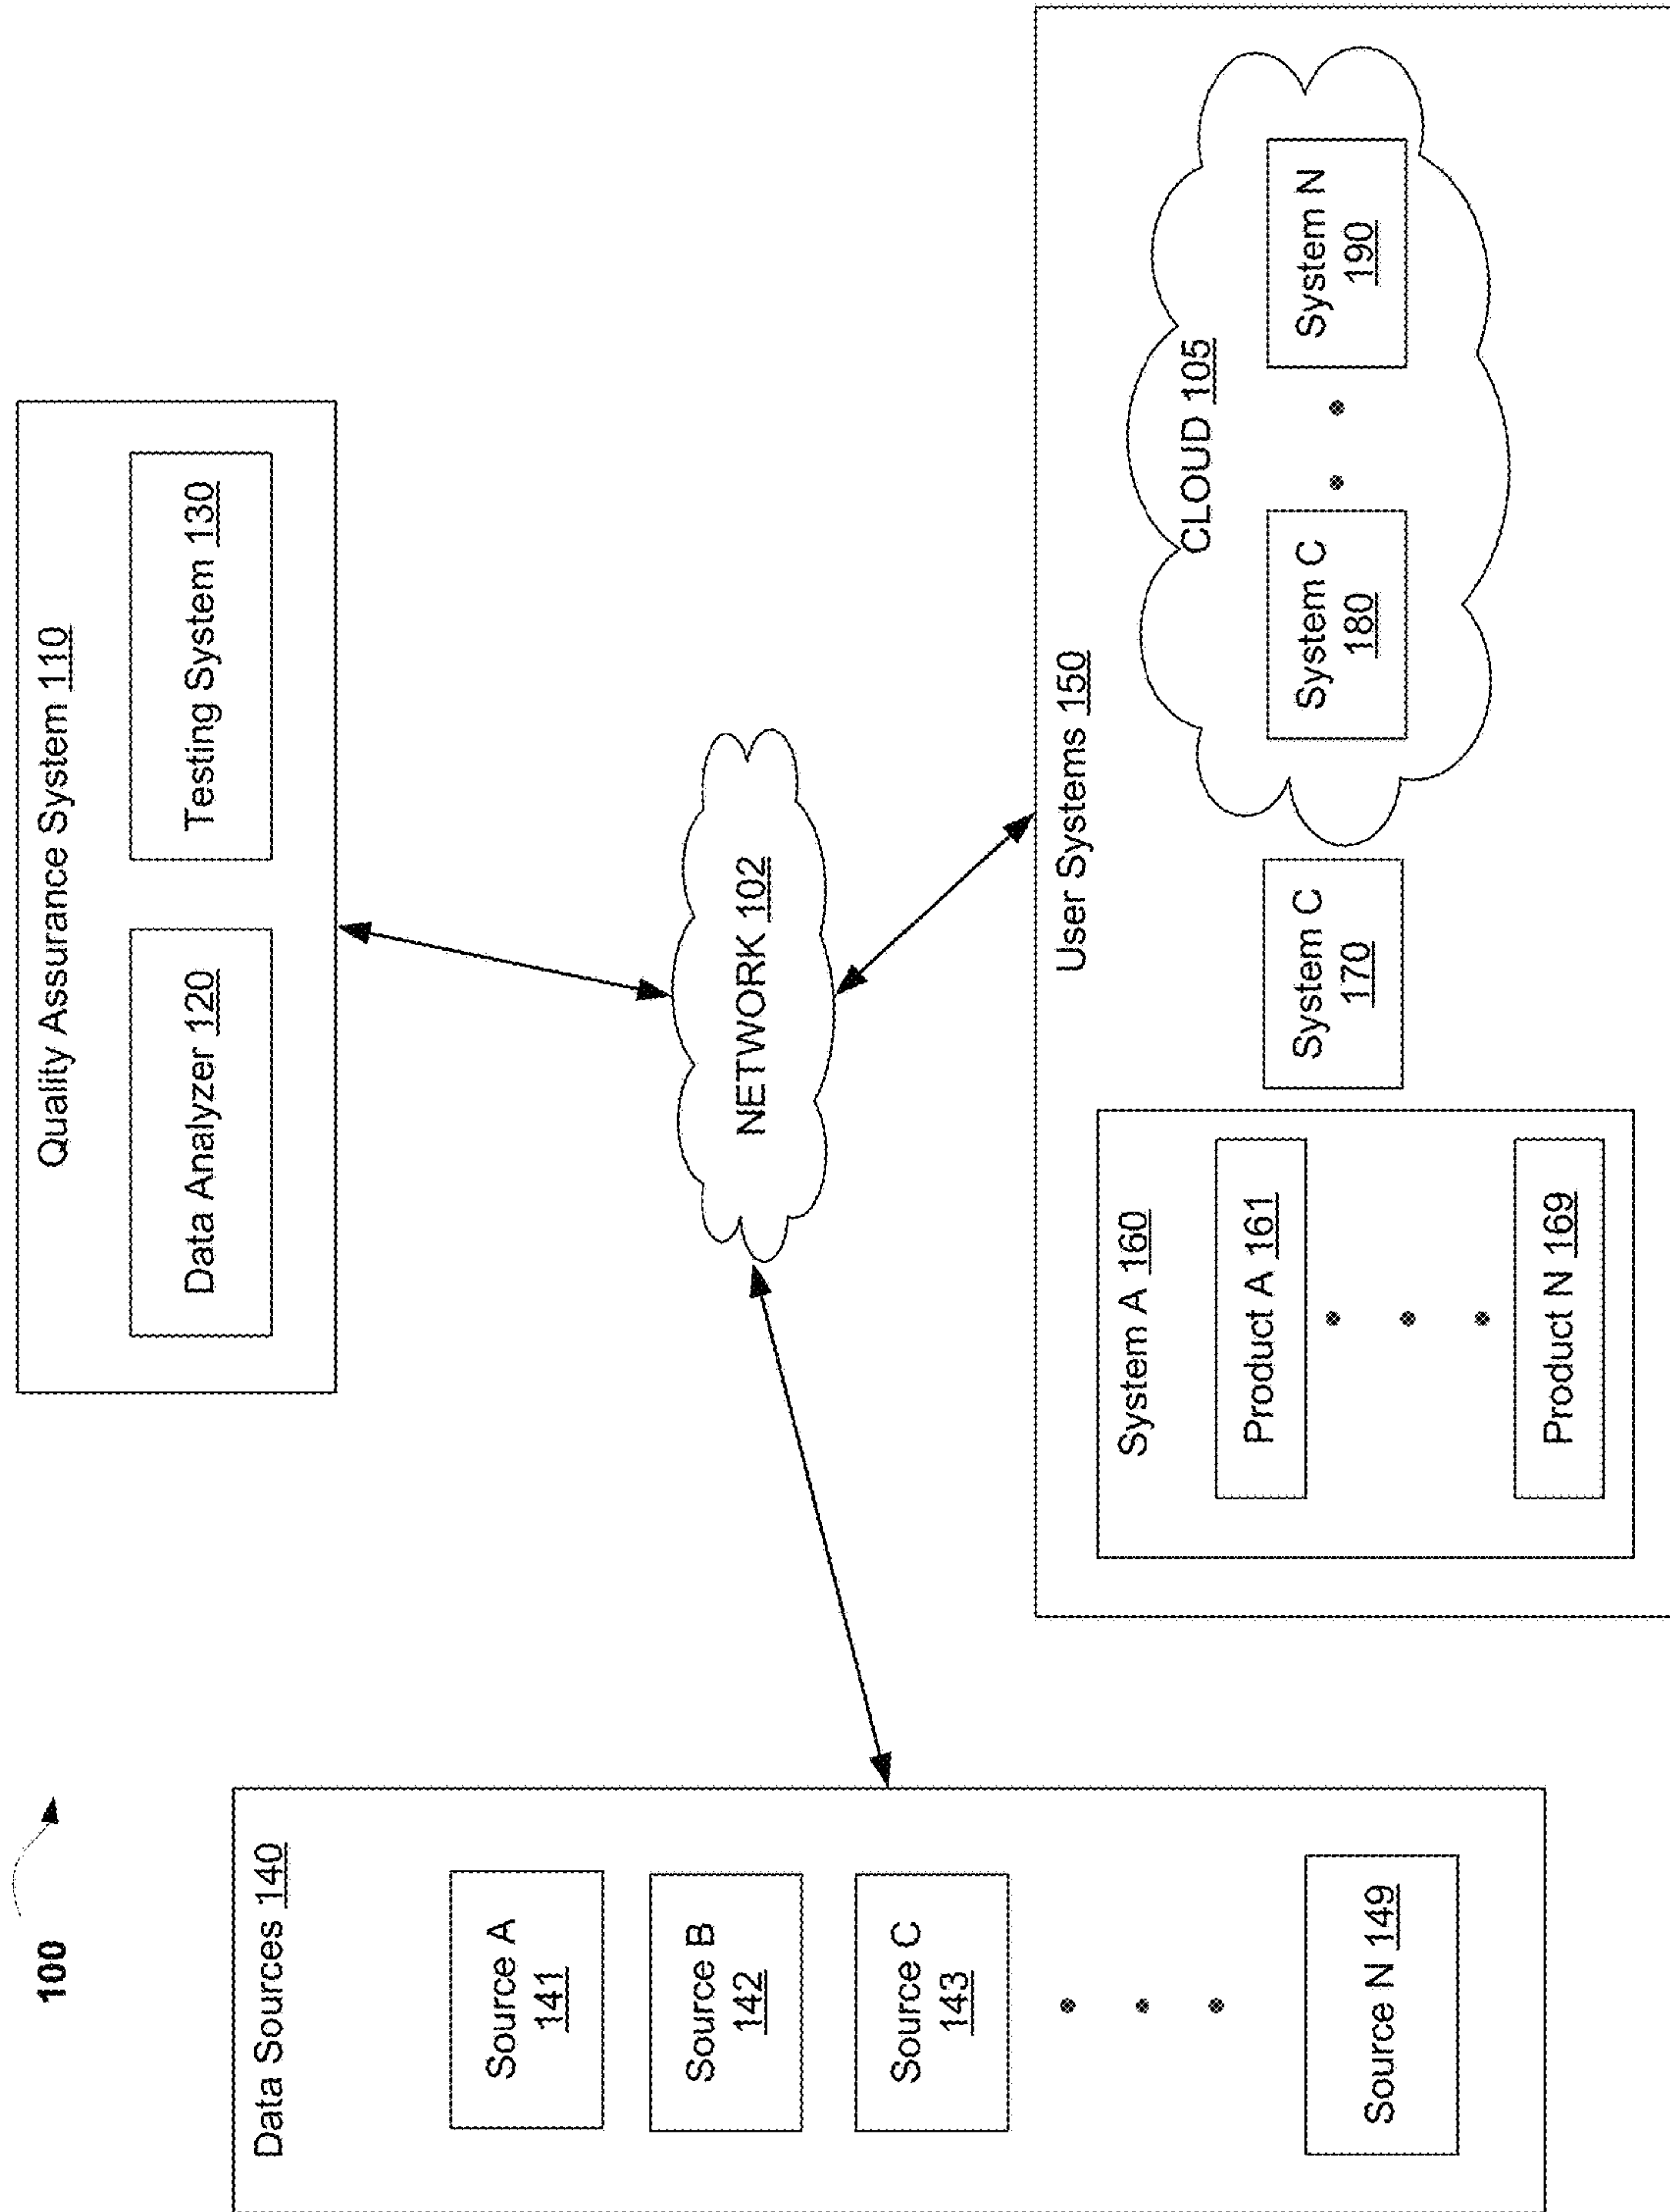 100
Quality Assurance System 110
Data Analyzer 120
Testing System 130
Data Sources 140
Source A
141
Source B
142
Source C
143
Source N 149
NETWORK 102
User Systems 150
System A 160
Product A 161
Product N 169
System C
170
CLOUD 105
System C
180
System N
190